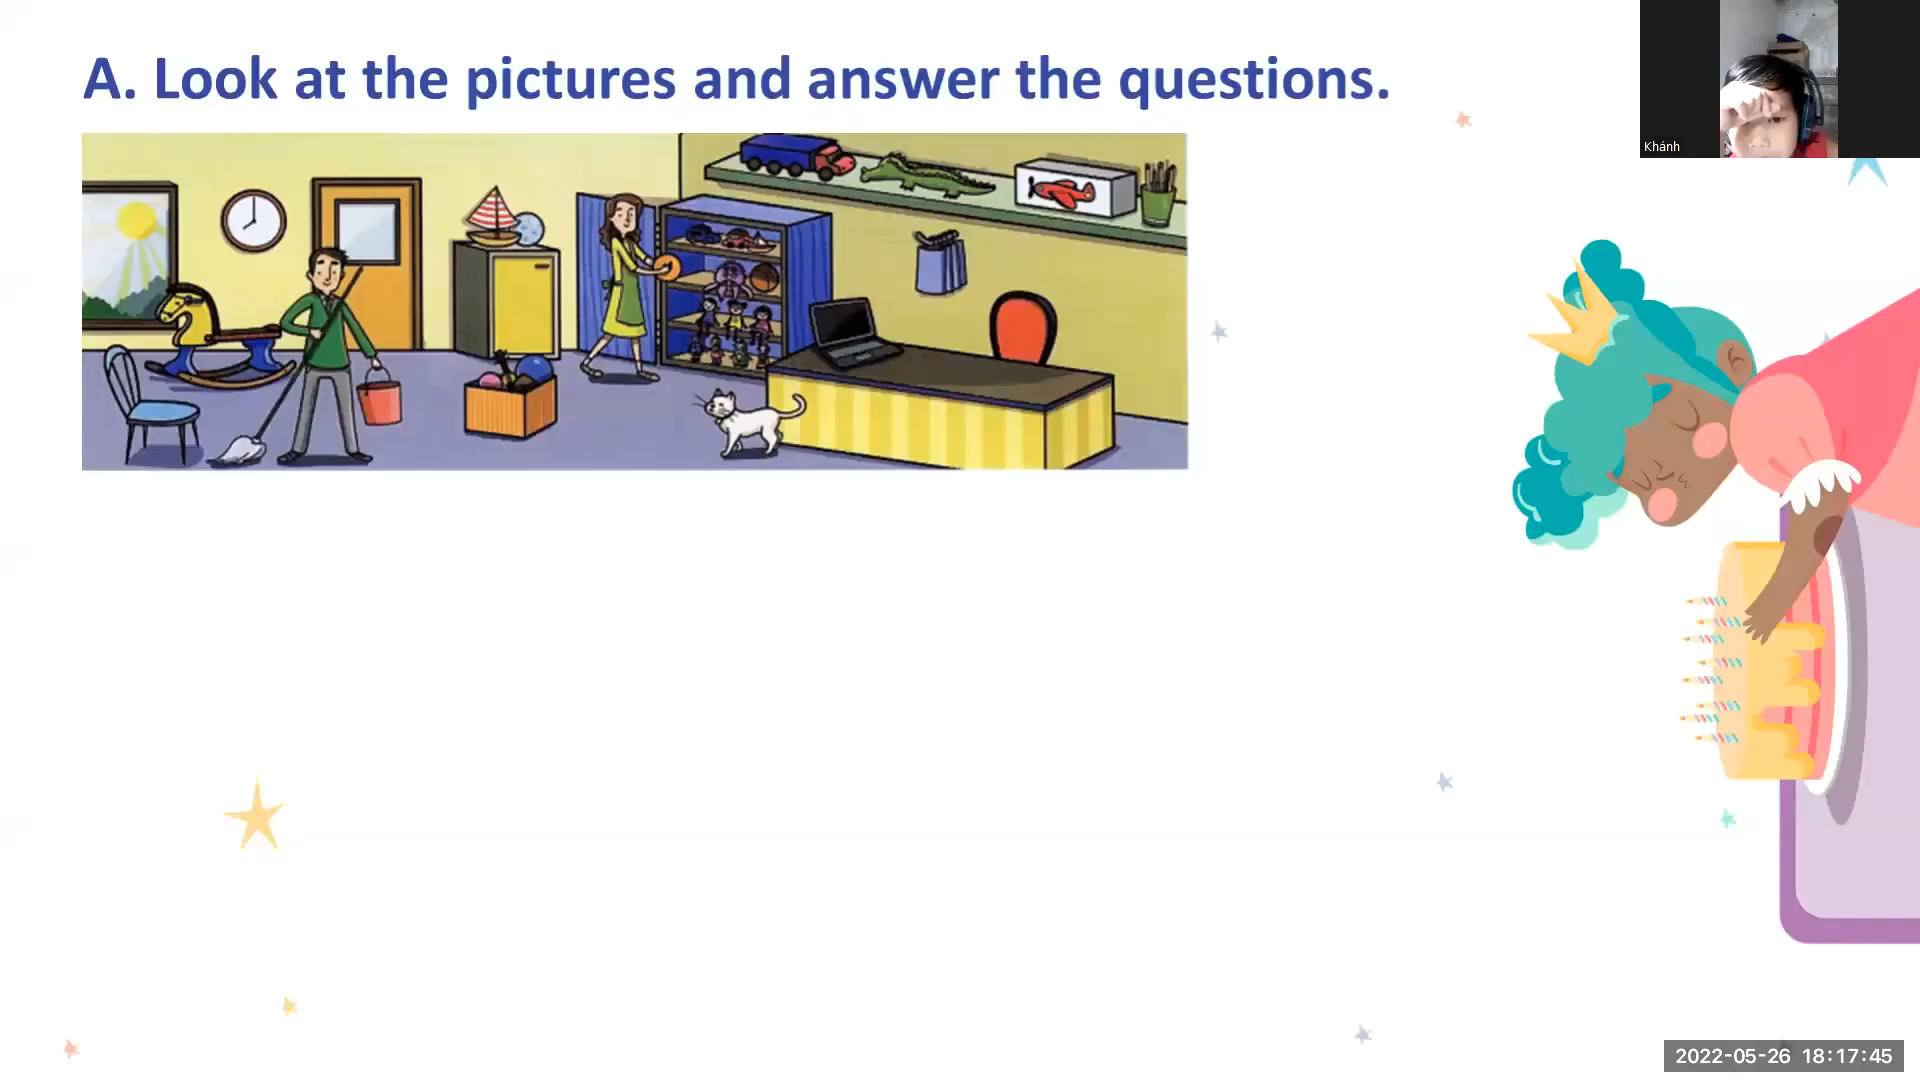 A. Look at the pictures and answer the questions.
Khánh
2022-05-26 18:17:45